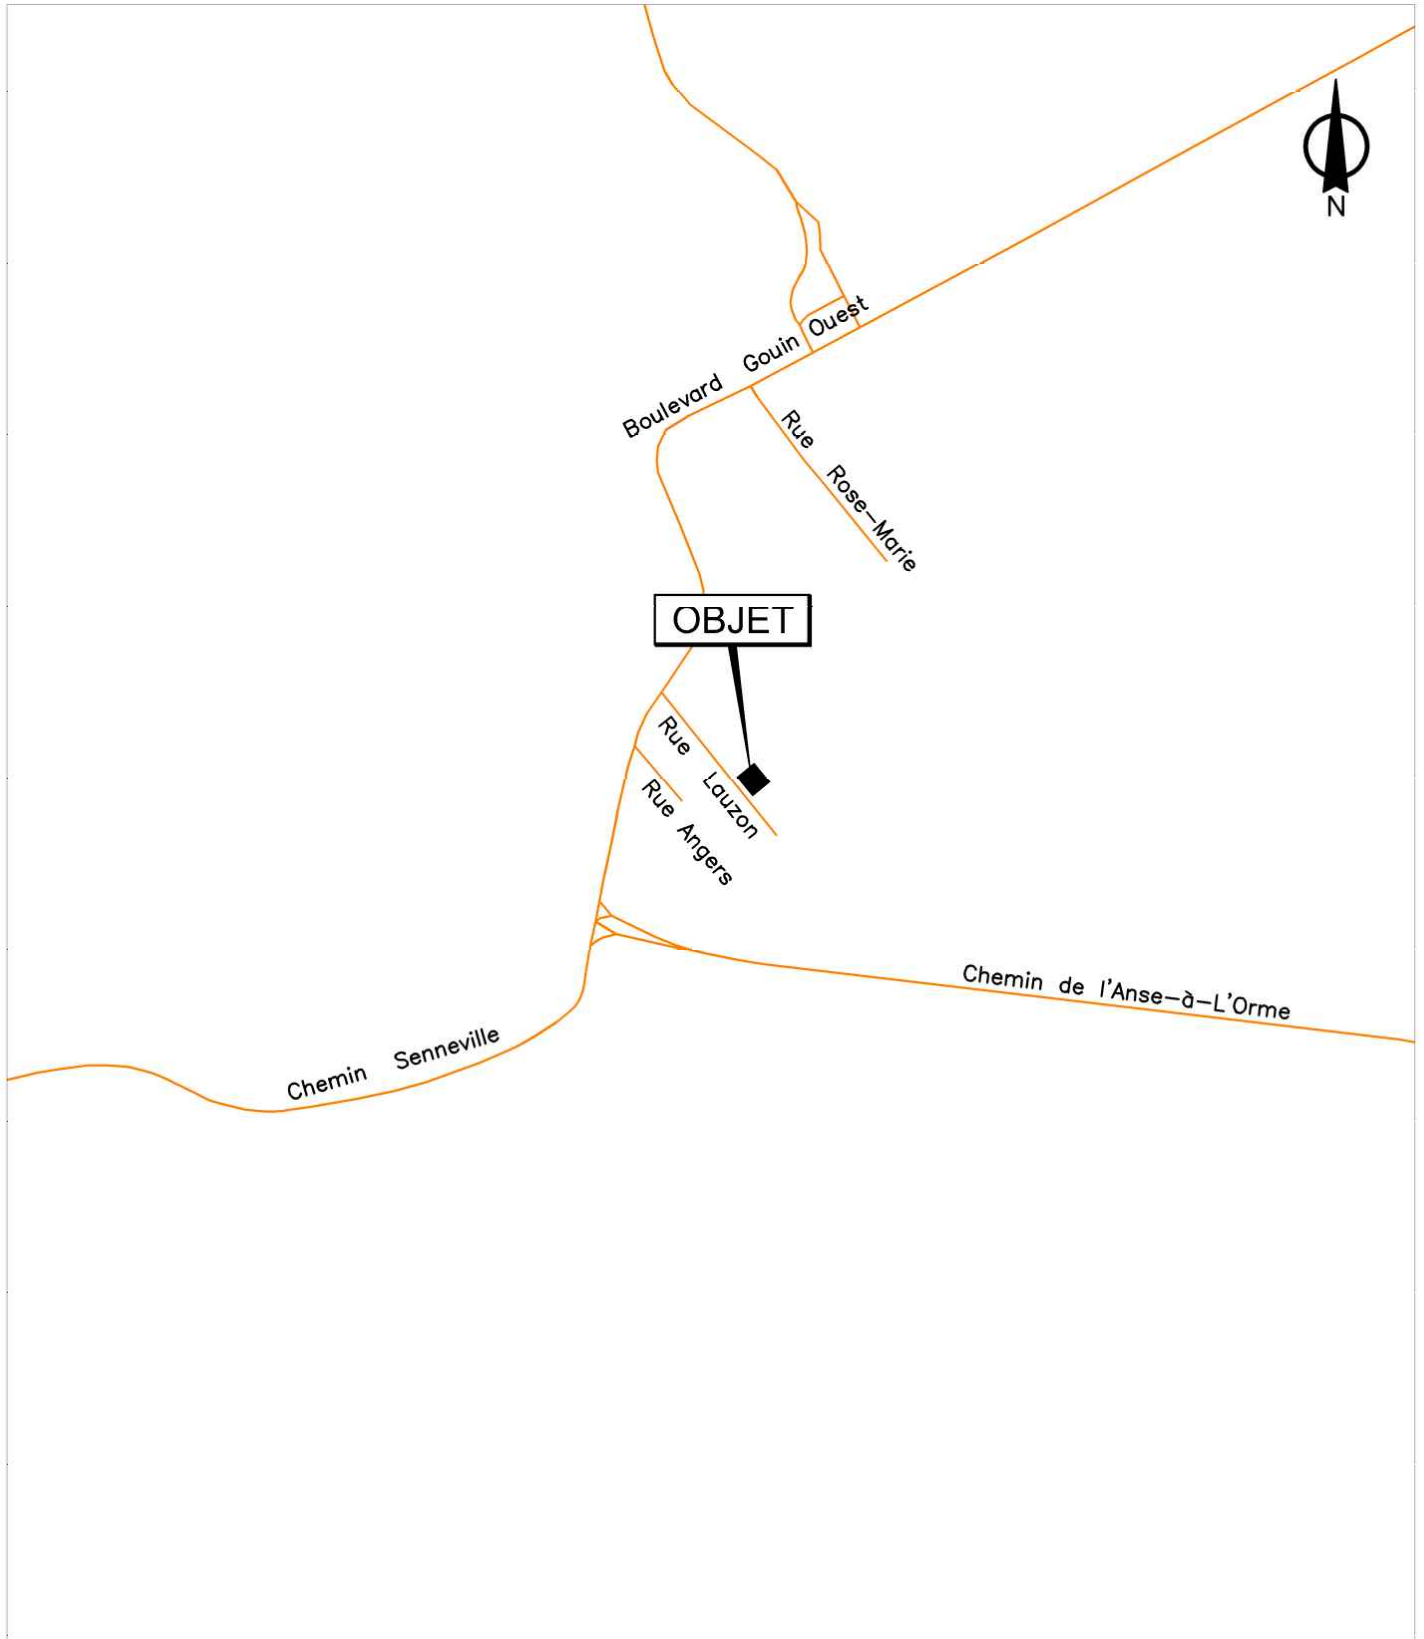 N
Boulevard Gouin Ouest
Rue Rose-Marie
OBJET
Rue Lauzon
Rue Angers
Chemin de l'Anse-à-L'Orme
Chemin Senneville